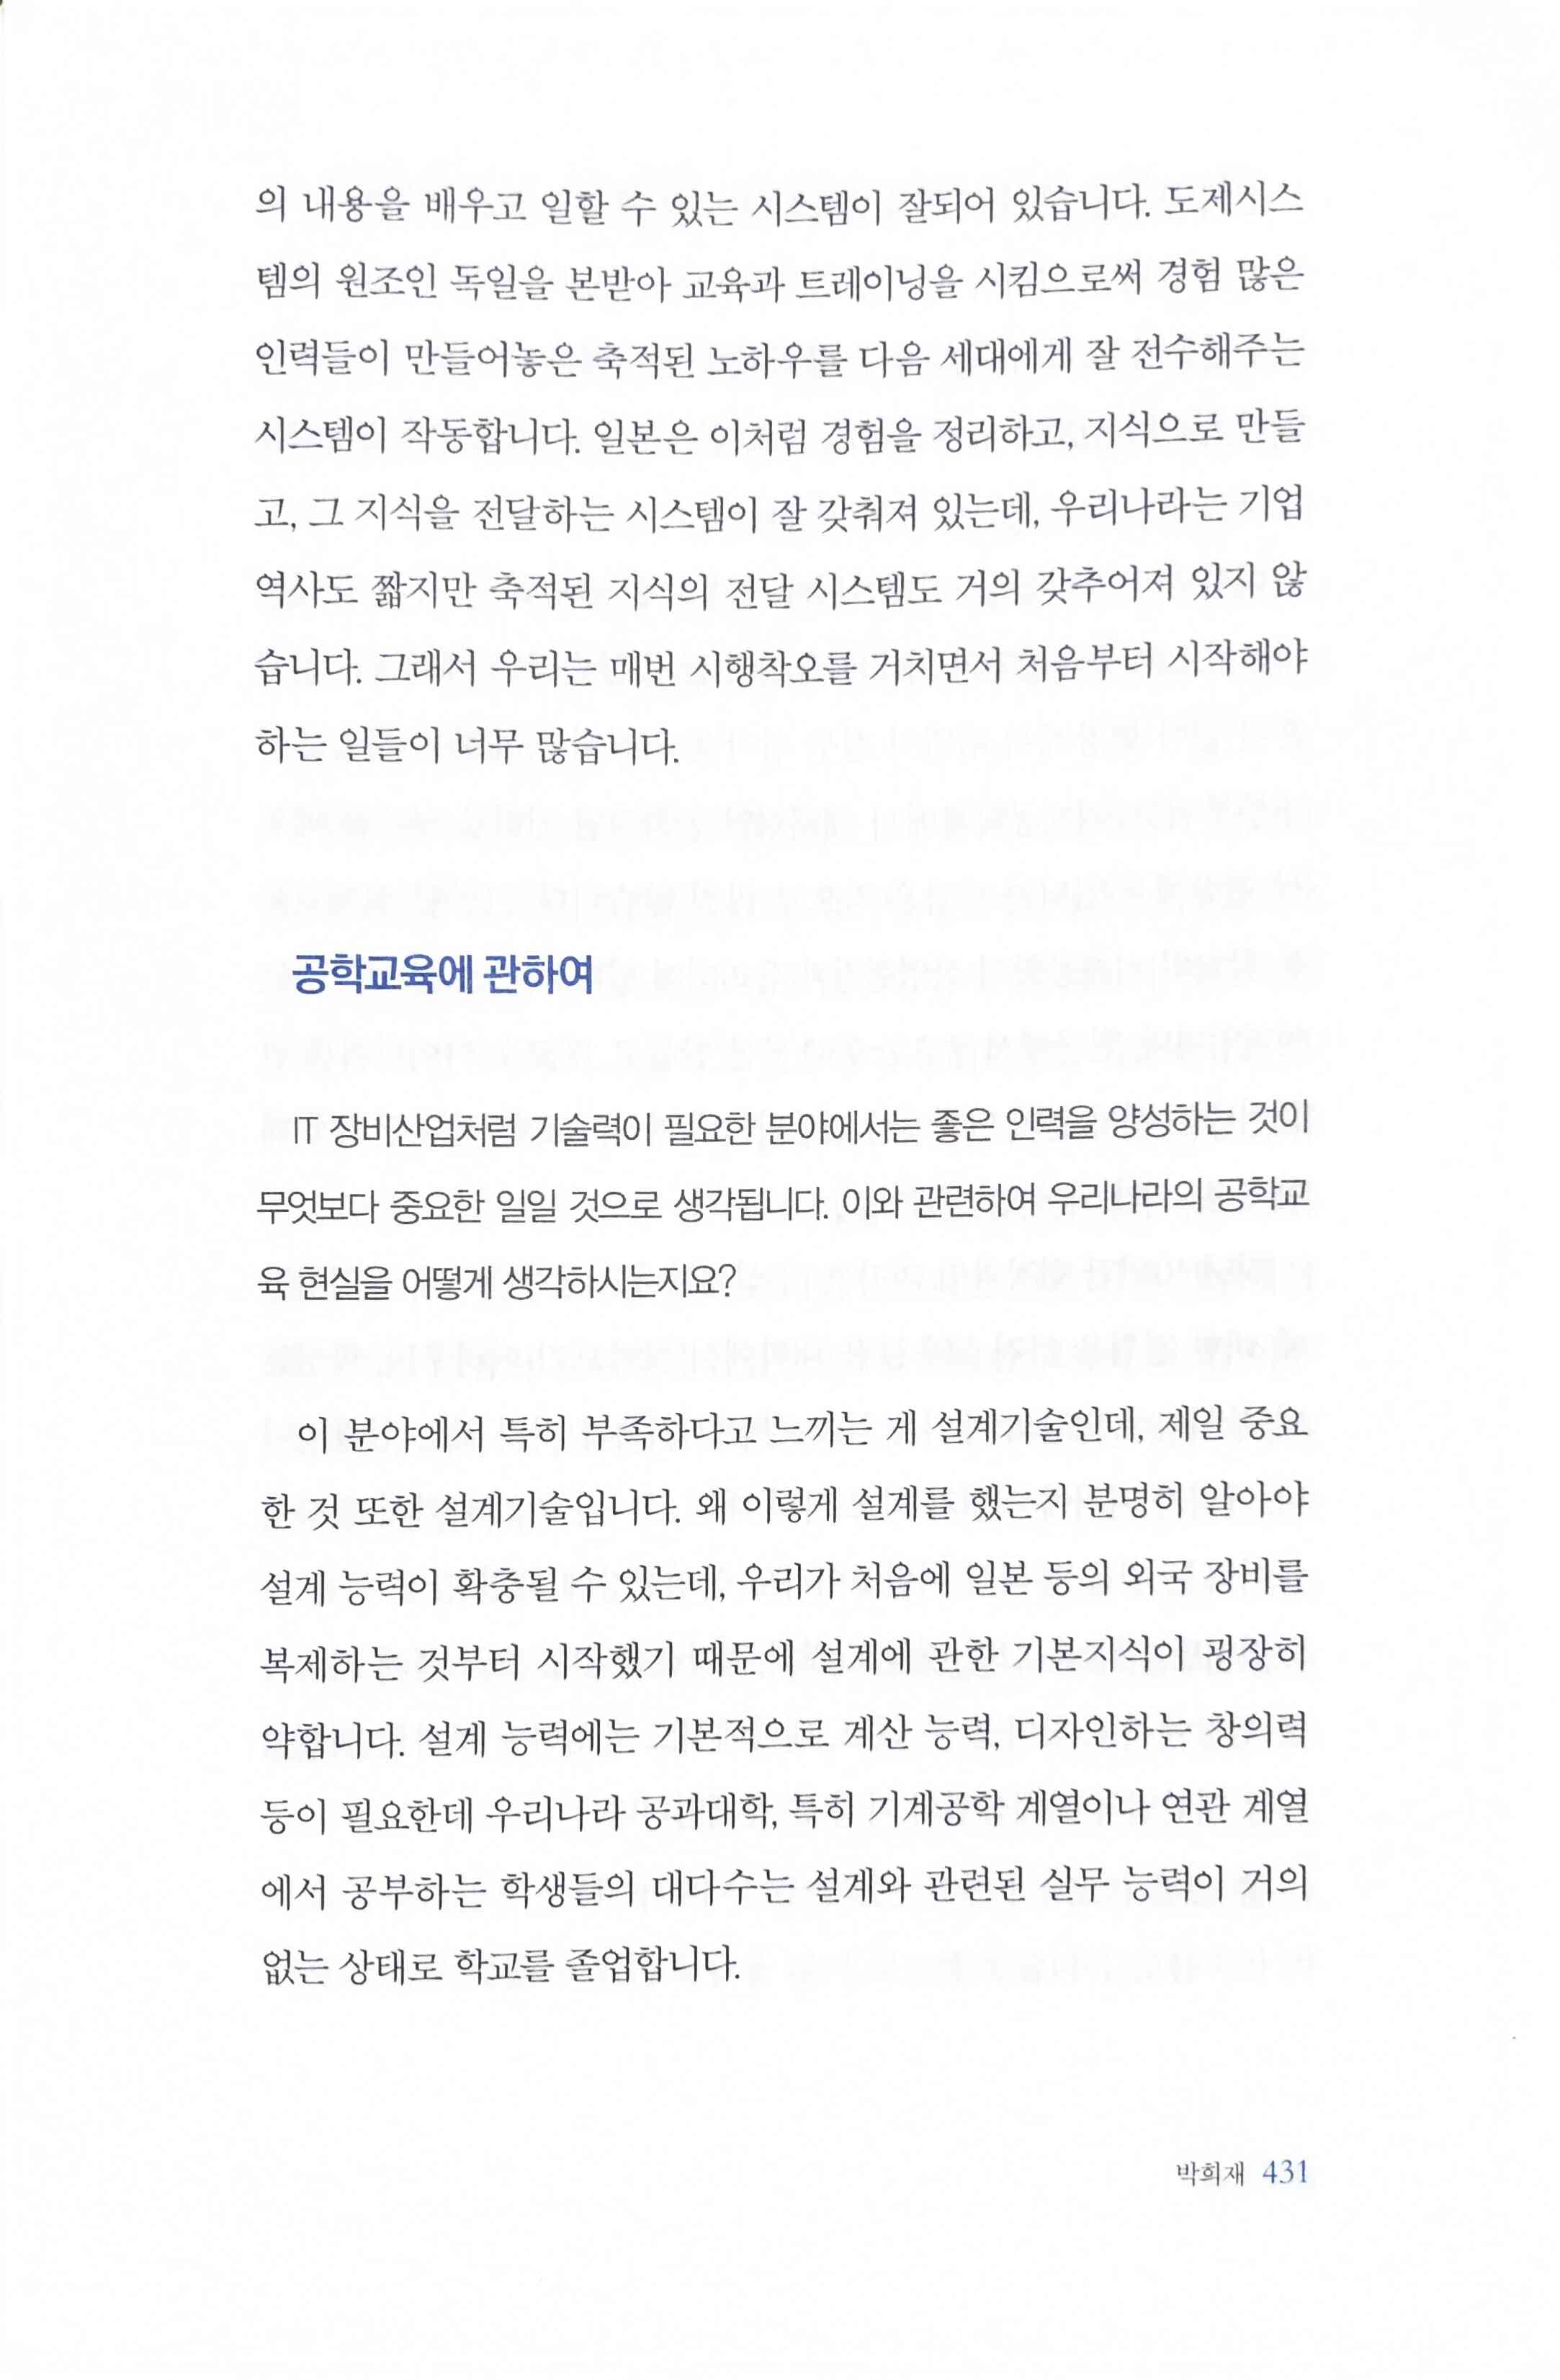 의 내용을 배우고 일할 수 있는 시스템이 잘되어 있습니다. 도제시스
템의 원조인 독일을 본받아 교육과 트레이닝을 시킴으로써 경험 많은
인력들이 만들어놓은 축적된 노하우를 다음 세대에게 잘 전수해주는
시스템이 작동합니다. 일본은 이처럼 경험을 정리하고, 지식으로 만들
고, 그 지식을 전달하는 시스템이 잘 갖춰져 있는데, 우리나라는 기업
역사도 짧지만 축적된 지식의 전달 시스템도 거의 갖추어져 있지 않
습니다. 그래서 우리는 매번 시행착오를 거치면서 처음부터 시작해야
하는 일들이 너무 많습니다.
공학교육에 관하여
IT 장비산업처럼 기술력이 필요한 분야에서는 좋은 인력을 양성하는 것이
무엇보다 중요한 일일 것으로 생각됩니다. 이와 관련하여 우리나라의 공학교
육 현실을 어떻게 생각하시는지요?
이 분야에서 특히 부족하다고 느끼는 게 설계기술인데, 제일 중요
한 것 또한 설계기술입니다. 왜 이렇게 설계를 했는지 분명히 알아야
설계 능력이 확충될 수 있는데, 우리가 처음에 일본 등의 외국 장비를
복제하는 것부터 시작했기 때문에 설계에 관한 기본지식이 굉장히
약합니다. 설계 능력에는 기본적으로 계산 능력, 디자인하는 창의력
등이 필요한데 우리나라 공과대학, 특히 기계공학 계열이나 연관 계열
에서 공부하는 학생들의 대다수는 설계와 관련된 실무 능력이 거의
없는 상태로 학교를 졸업합니다.
박희재 431